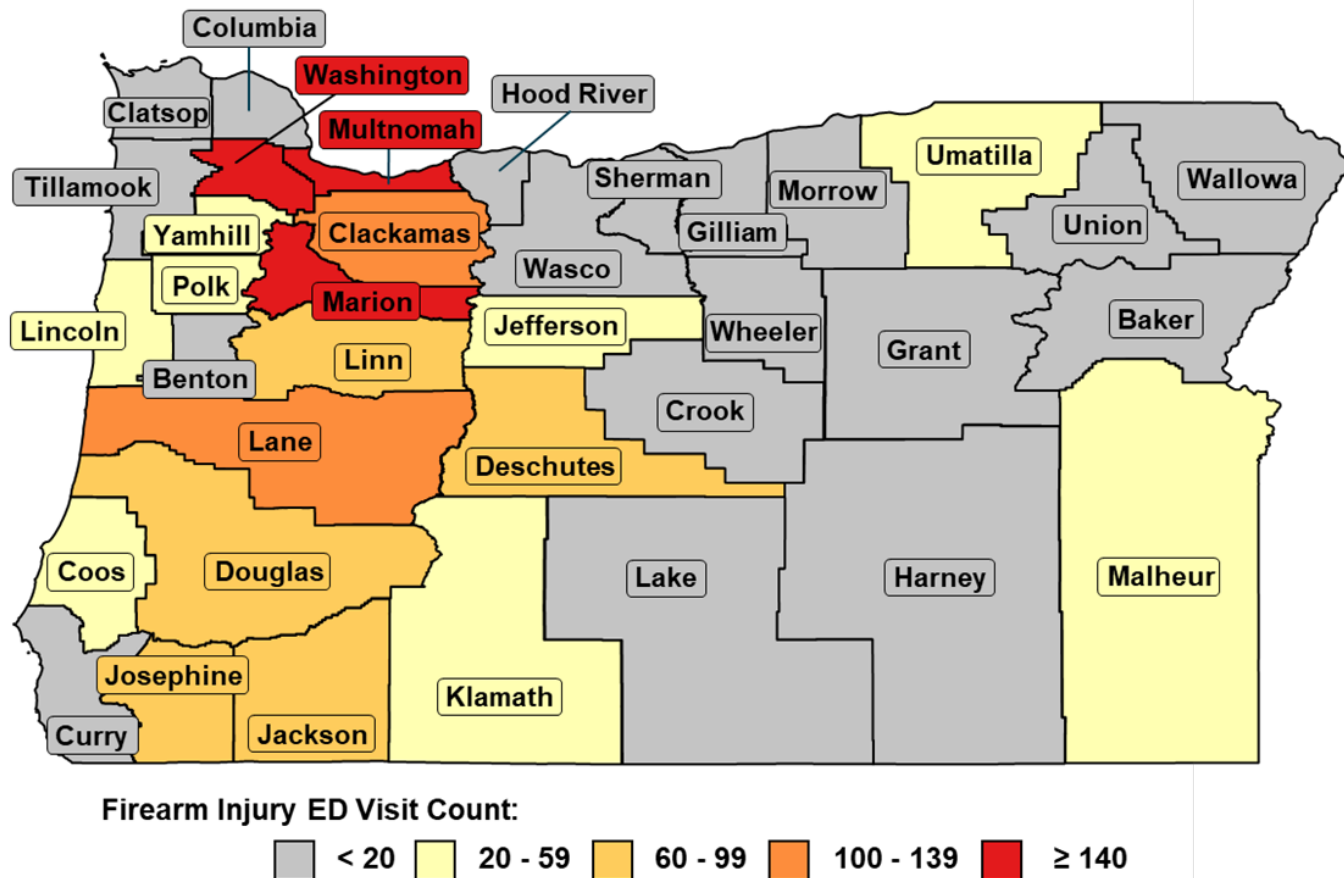 Columbia
Washington
Hood River
Clatsop
Multnomah
Umatilla
Tillamook
Sherman
Morrow
Wallowa
Union
Yamhill
Clackamas
Gilliam
Wasco
Polk
Marion
Baker
Lincoln
Jefferson
Wheeler
Grant
Linn
Benton
Crook
Lane
Deschutes
Coos
Douglas
Lake
Harney
Malheur
Josephine
Klamath
Curry
Jackson
Firearm Injury ED Visit Count:
< 20 20 - 59 60 - 99 100 - 139 ≥ 140